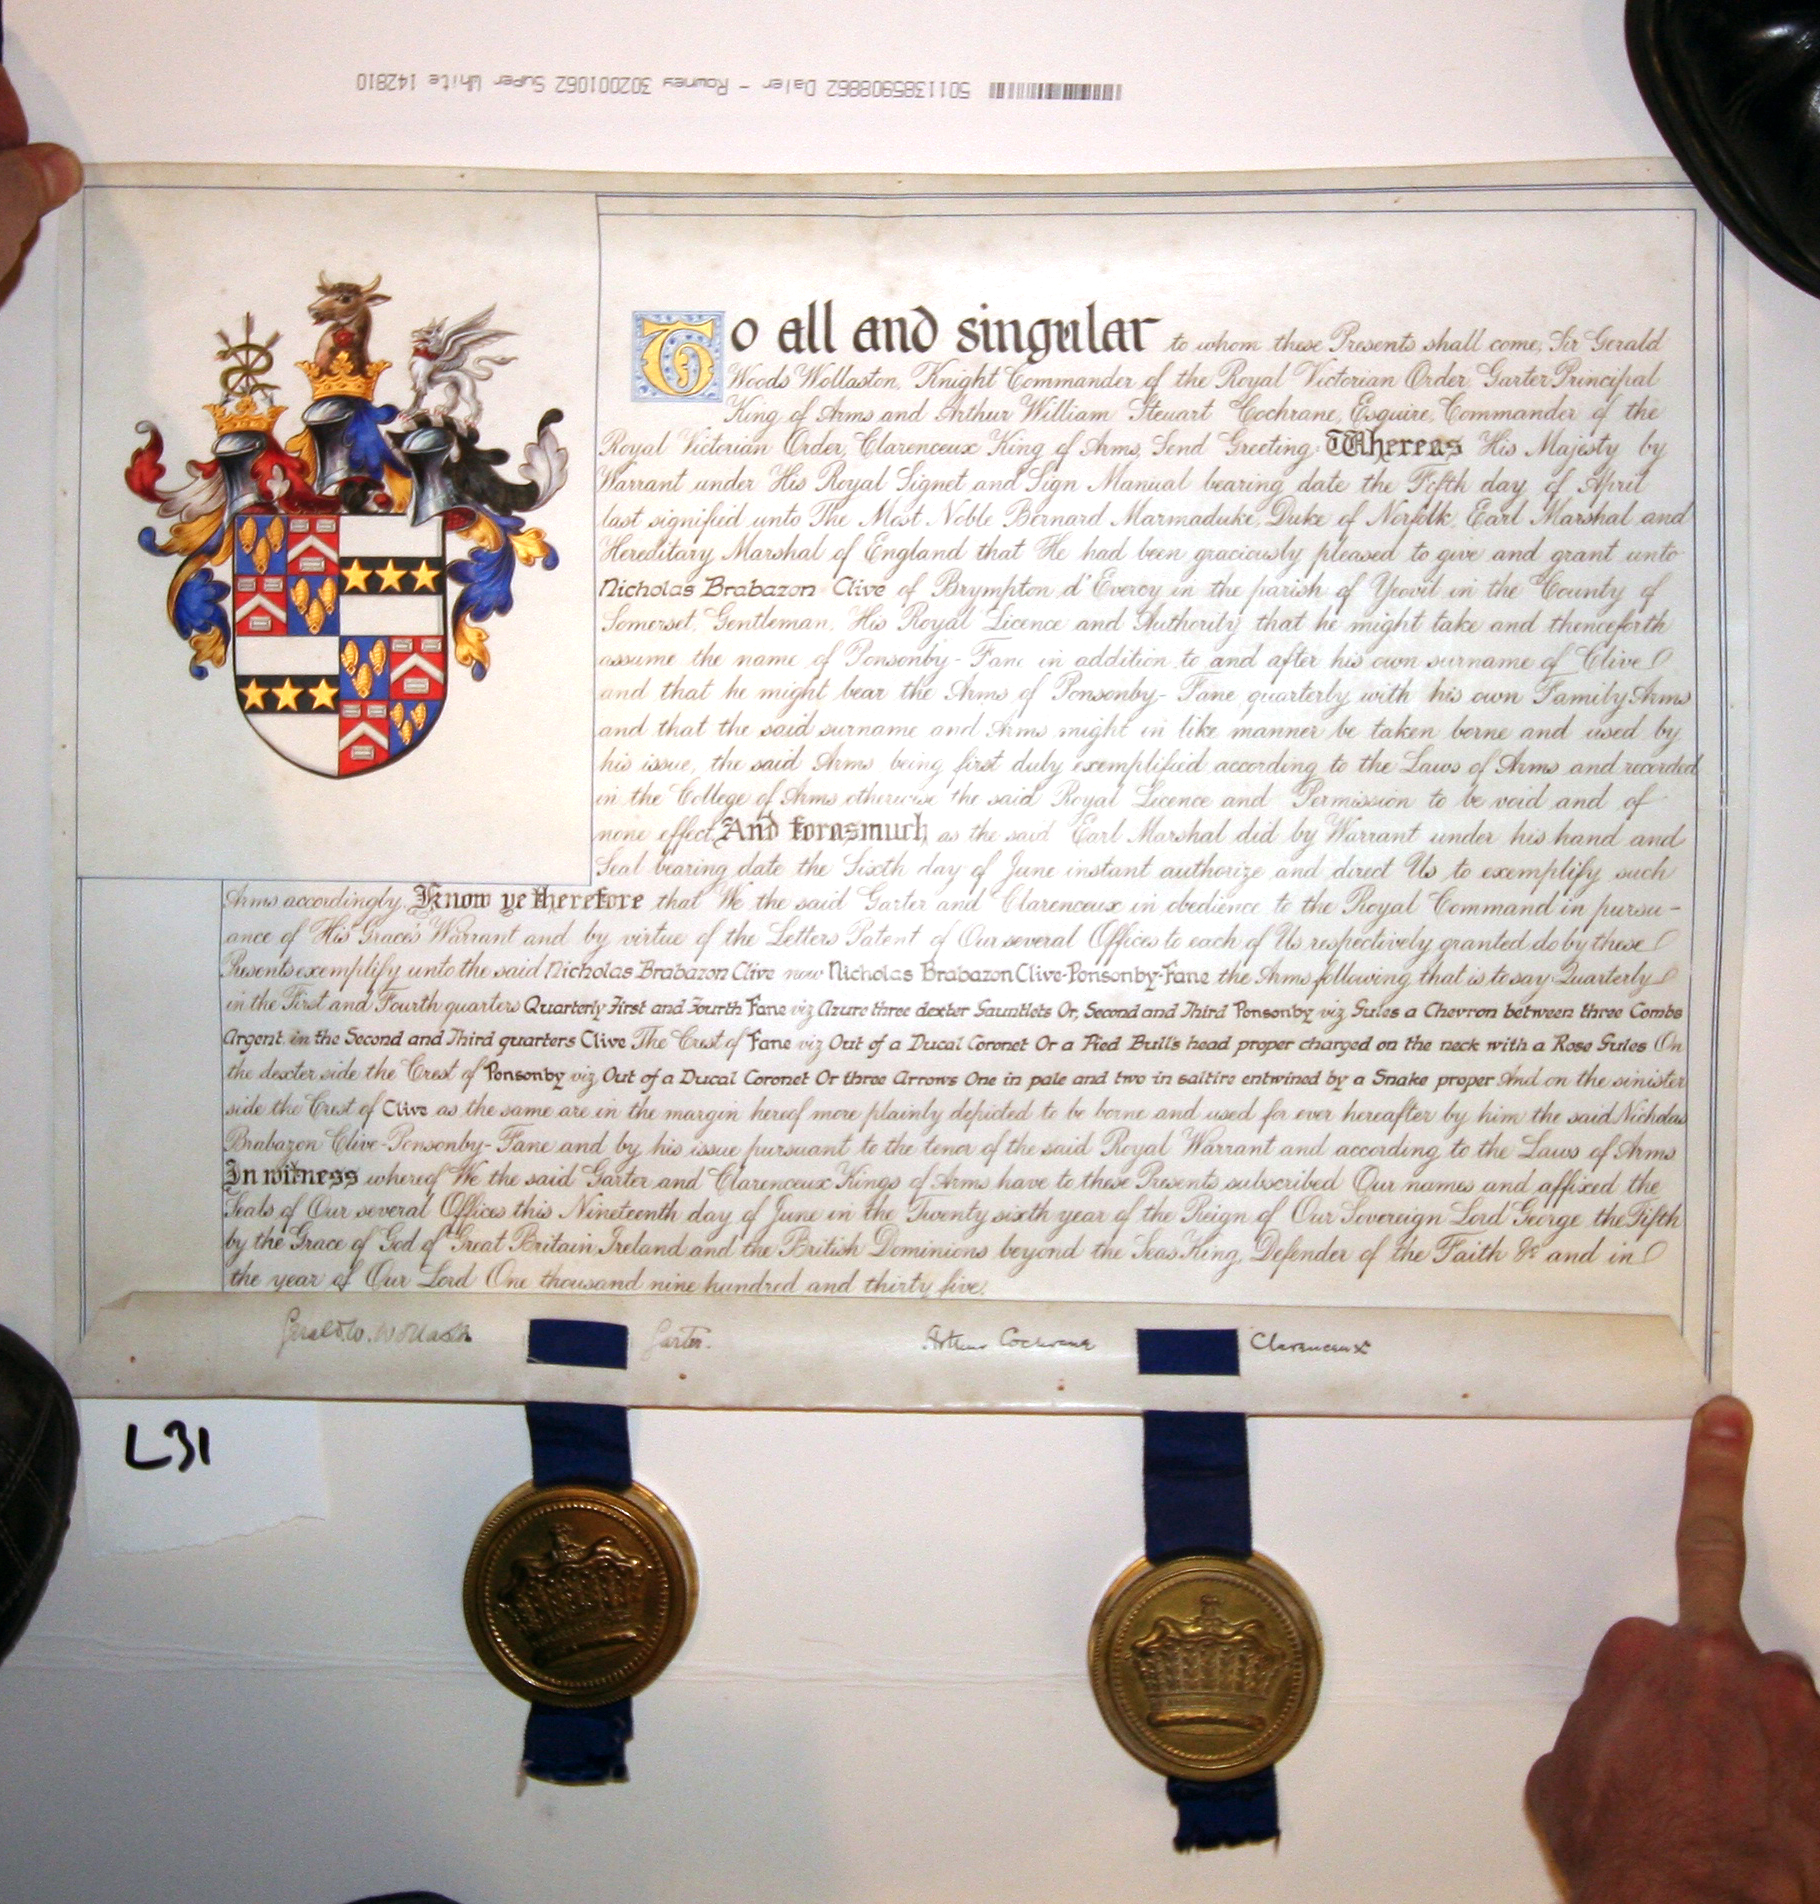 5011385908862 Daler - Rowney 302001062 Super White 142810
To all and singular to whom these Presents shall come, Sir Gerald
Woods Wollaston, Knight Commander of the Royal Victorian Order, Garter Principal
King of Arms and Arthur William Steuart Cochrane, Esquire, Commander of the
Royal Victorian Order, Clarenceux King of Arms, Send Greeting: Whereas His Majesty by
Warrant under His Royal Signet and Sign Manual bearing date the Fifth day of April
last signified unto The Most Noble Bernard Marmaduke, Duke of Norfolk, Earl Marshal and
Hereditary Marshal of England that He had been graciously pleased to give and grant unto
Nicholas Brabazon Clive of Brympton d'Evercy in the parish of Yeovil in the County of
Somerset, Gentleman, His Royal Licence and Authority that he might take and thenceforth
assume the name of Ponsonby-Fane in addition to and after his own surname of Clive
and that he might bear the Arms of Ponsonby-Fane quarterly with his own Family Arms
and that the said surname and Arms might in like manner be taken borne and used by
his issue, the said Arms being first duly exemplified according to the Laws of Arms and recorded
in the College of Arms otherwise the said Royal Licence and Permission to be void and of
none effect And forasmuch as the said Earl Marshal did by Warrant under his hand and
Seal bearing date the Sixth day of June instant authorize and direct Us to exemplify such
Arms accordingly. Know ye therefore that We the said Garter and Clarenceux in obedience to the Royal Command in pursu-
ance of His Grace's Warrant and by virtue of the Letters Patent of Our several Offices to each of Us respectively granted do by these
Presents exemplify unto the said Nicholas Brabazon Clive now Nicholas Brabazon Clive-Ponsonby-Fane the Arms following that is to say: Quarterly
in the First and Fourth quarters Quarterly First and Fourth Fane viz Azure three dexter Gauntlets Or, Second and Third Ponsonby viz Gules a Chevron between three Combs
Argent in the Second and Third quarters Clive The Crest of Fane viz Out of a Ducal Coronet Or a Pied Bull's head proper charged on the neck with a Rose Gules On
the dexter side the Crest of Ponsonby viz Out of a Ducal Coronet Or three Arrows One in pale and two in saltire entwined by a Snake proper And on the sinister
side the Crest of Clive as the same are in the margin hereof more plainly depicted to be borne and used for ever hereafter by him the said Nicholas
Brabazon Clive-Ponsonby-Fane and by his issue pursuant to the tenor of the said Royal Warrant and according to the Laws of Arms
In witness whereof We the said Garter and Clarenceux Kings of Arms have to these Presents subscribed Our names and affixed the
Seals of Our several Offices this Nineteenth day of June in the Twenty sixth year of the Reign of Our Sovereign Lord George the Fifth
by the Grace of God of Great Britain, Ireland and the British Dominions beyond the Seas King, Defender of the Faith &c and in
the year of Our Lord One thousand nine hundred and thirty five.
Gerald W. Wollaston Garter. Arthur Cochrane Clarenceux
L31